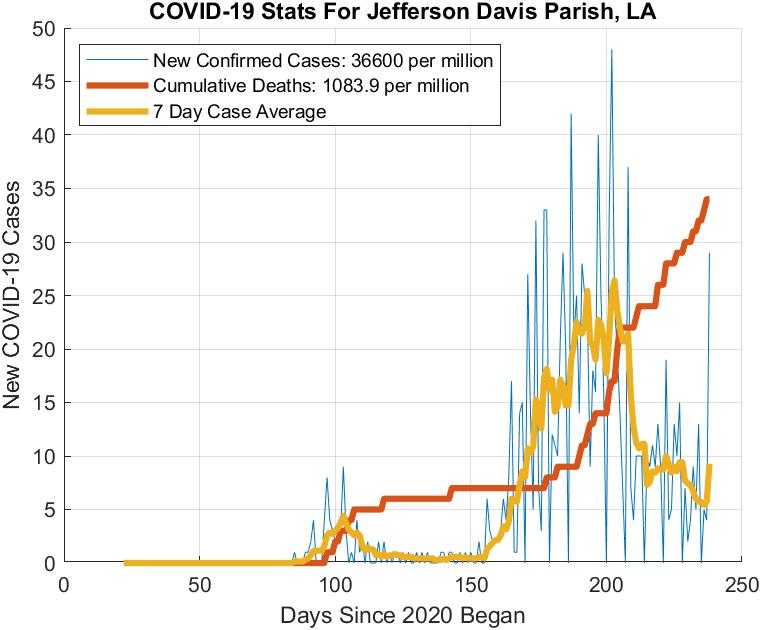 COVID-19 Stats For Jefferson Davis Parish, LA
New Confirmed Cases: 36600 per million
Cumulative Deaths: 1083.9 per million
7 Day Case Average
New COVID-19 Cases
50
45
40
35
30
25
20
15
10
5
0
0 50 100 150 200 250
Days Since 2020 Began